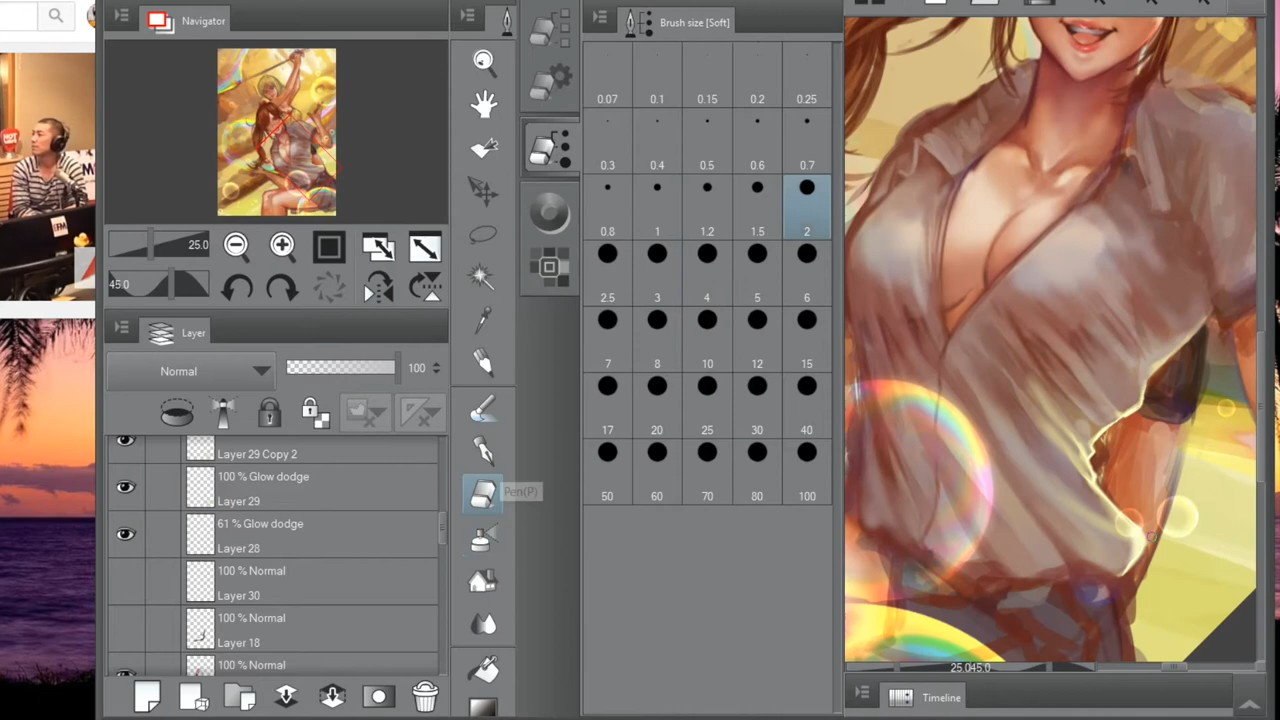 Navigator
25.0
45.0
Layer
Normal
100
Layer 29 Copy 2
100 % Glow dodge
Layer 29
61 % Glow dodge
Layer 28
100 % Normal
Layer 30
100 % Normal
Layer 18
100 % Normal
Pen(P)
Brush size [Soft]
0.07 0.1 0.15 0.2 0.25
0.3 0.4 0.5 0.6 0.7
0.8 1 1.2 1.5 2
2.5 3 4 5 6
7 8 10 12 15
17 20 25 30 40
50 60 70 80 100
25.045.0
Timeline